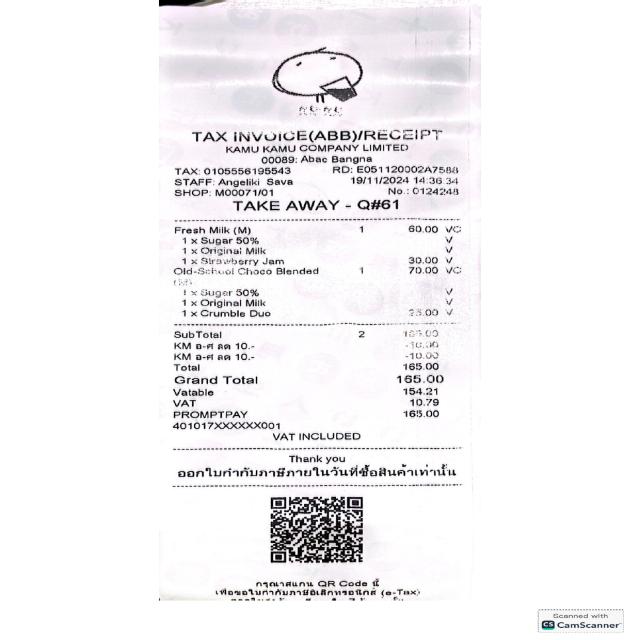 TAX INVOICE(ABB)/RECEIPT
KAMU KAMU COMPANY LIMITED
00089: Abac Bangna
TAX: 0105556195543 RD: E051120002A7588
STAFF: Angeliki Sava 19/11/2024 14:36:34
SHOP: M00071/01 No.: 0124248
TAKE AWAY - Q#61
Fresh Milk (M) 1 60.00 VC
1 x Sugar 50% V
1 x Original Milk V
1 x Strawberry Jam 30.00 V
Old-School Choco Blended 1 70.00 VC
1 x Sugar 50% V
1 x Original Milk V
1 x Crumble Duo 25.00 V
SubTotal 2 185.00
KM อ-ศ ลด 10.- -10.00
KM อ-ศ ลด 10.- -10.00
Total 165.00
Grand Total 165.00
Vatable 154.21
VAT 10.79
PROMPTPAY 165.00
401017XXXXXX001
VAT INCLUDED
Thank you
ออกใบกำกับภาษีภายในวันที่ซื้อสินค้าเท่านั้น
กรุณาสแกน QR Code นี้
เพื่อขอใบกำกับภาษีอิเล็กทรอนิกส์ (e-Tax)
Scanned with
CS CamScanner